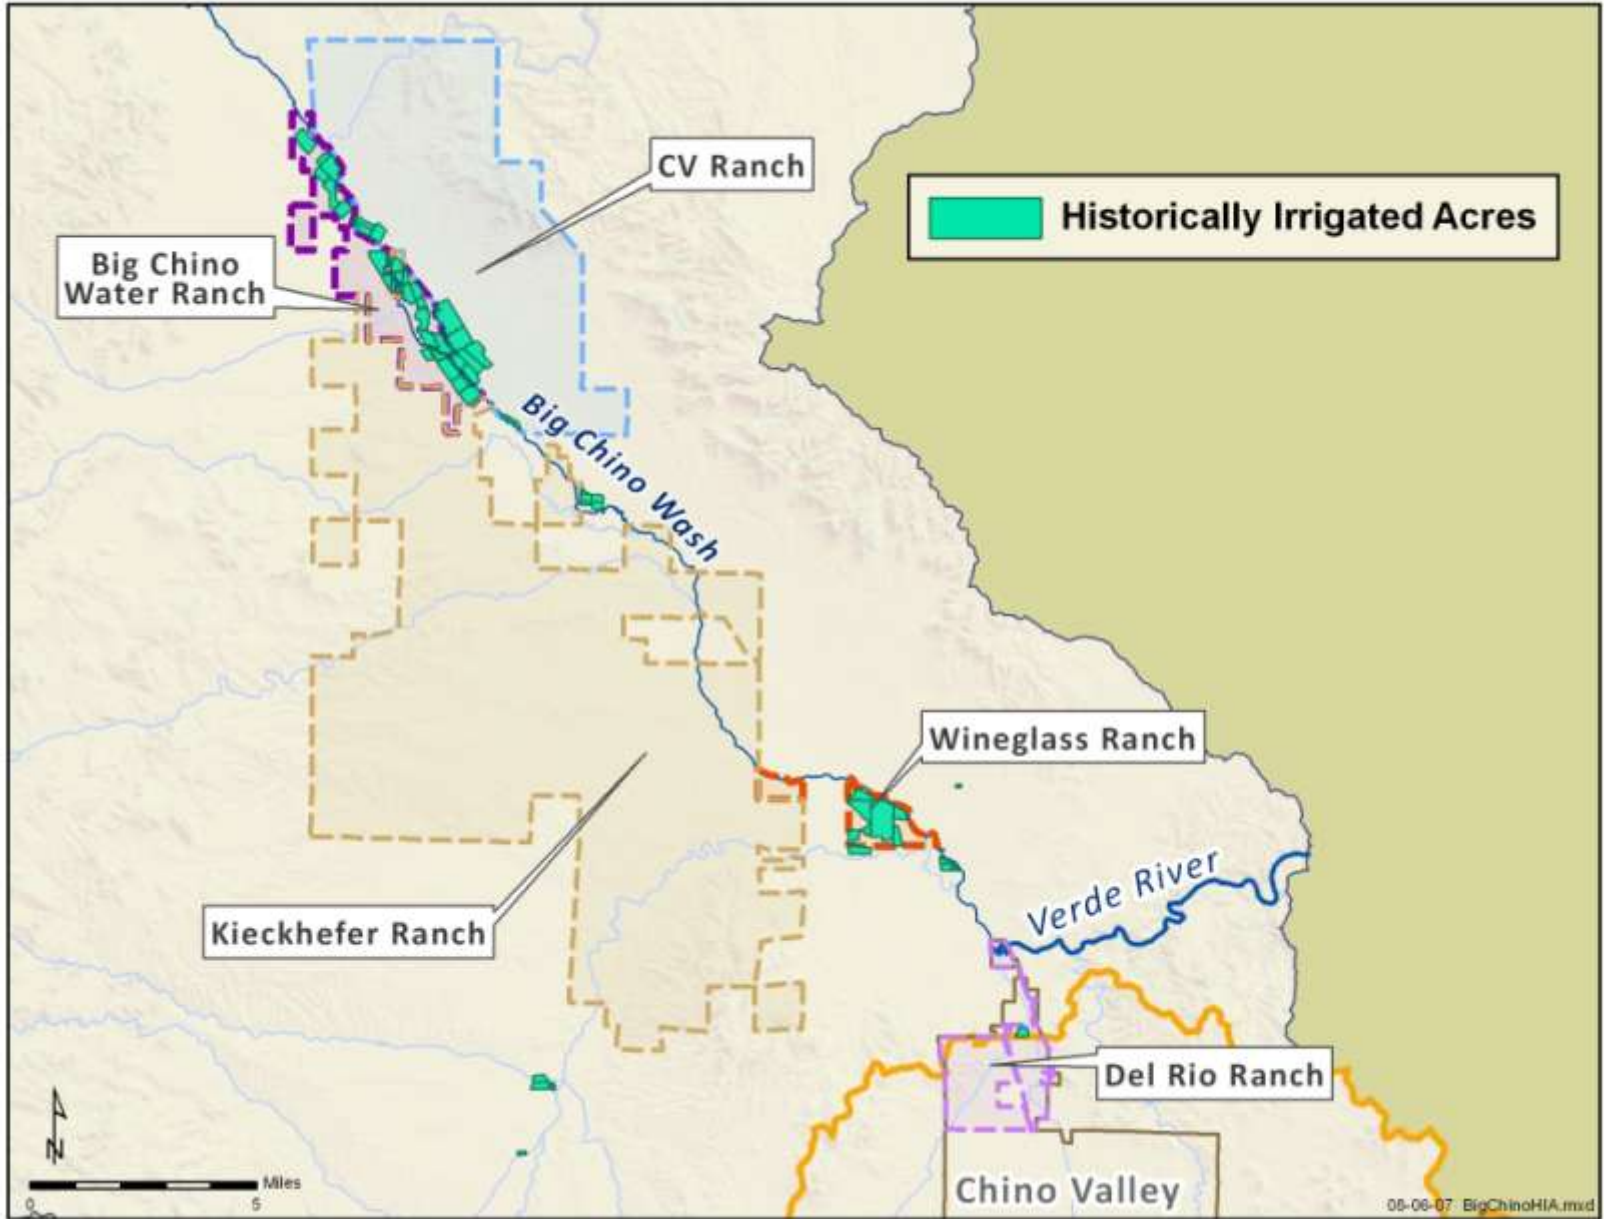 CV Ranch
Historically Irrigated Acres
Big Chino
Water Ranch
Big Chino Wash
Wineglass Ranch
Verde River
Kieckhefer Ranch
Del Rio Ranch
Chino Valley
N
Miles
0 5
08-06-07 BigChinoHIA.mxd